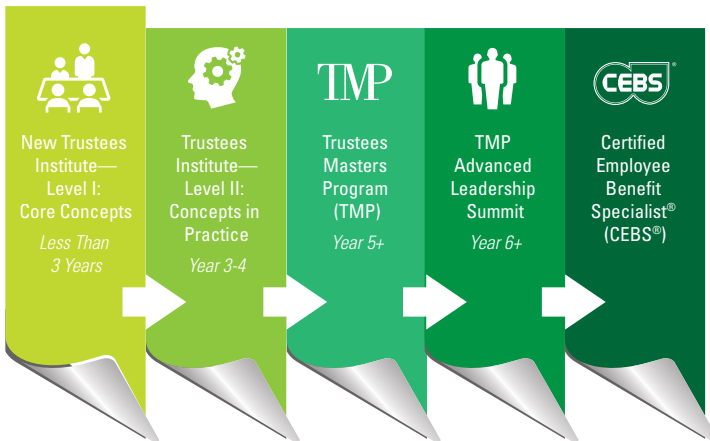 New Trustees
Institute—
Level I:
Core Concepts
Less Than
3 Years
Trustees
Institute—
Level II:
Concepts in
Practice
Year 3-4
TMP
Trustees
Masters
Program
(TMP)
Year 5+
TMP
Advanced
Leadership
Summit
Year 6+
CEBS®
Certified
Employee
Benefit
Specialist®
(CEBS®)